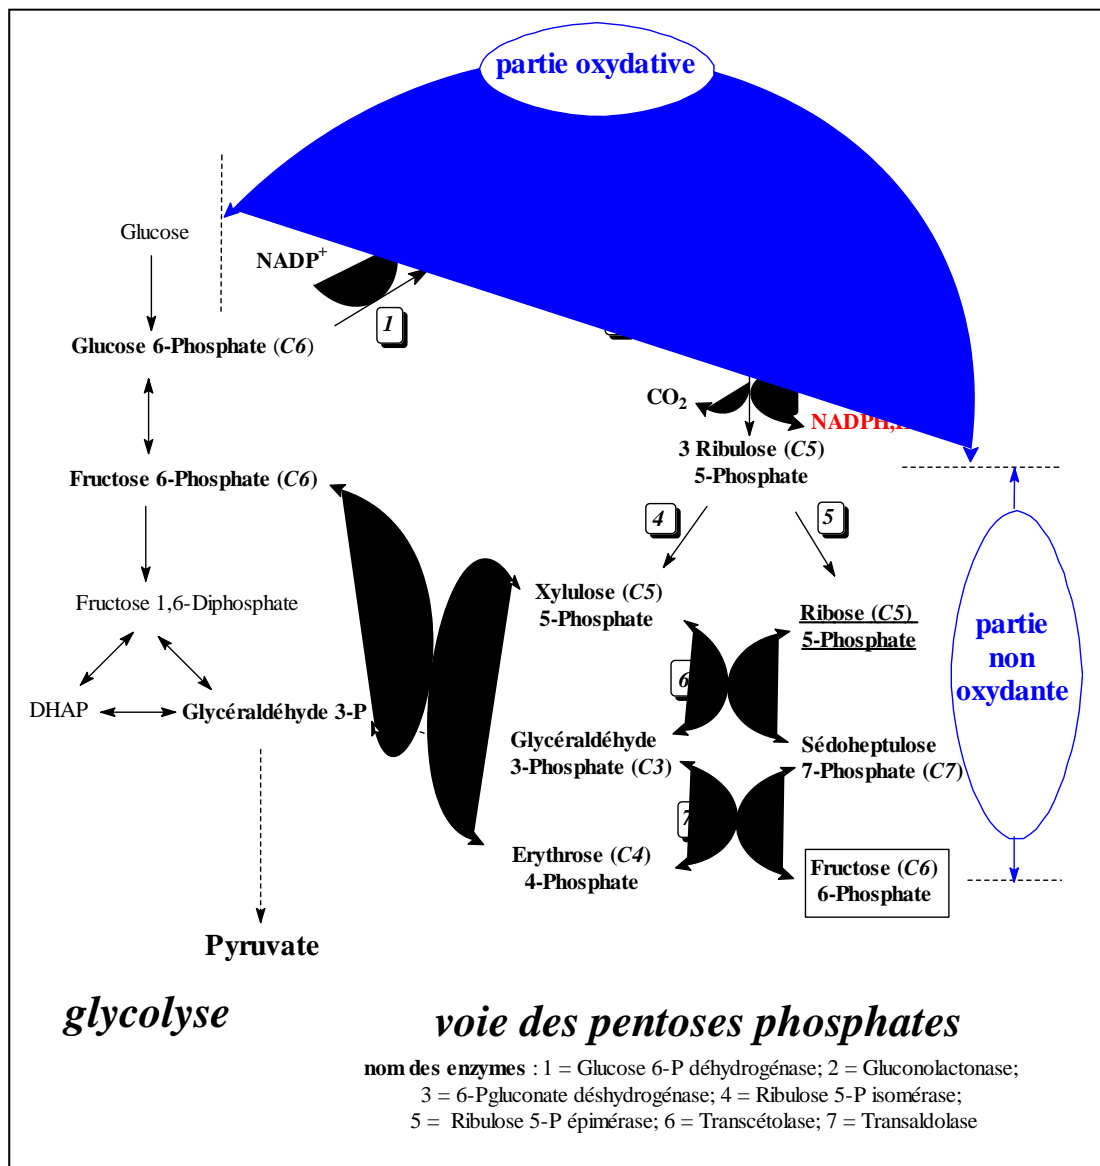 partie oxydative
Glucose
NADP+
1
Glucose 6-Phosphate (C6)
CO2
3 Ribulose (C5)
5-Phosphate
Fructose 6-Phosphate (C6)
4
5
Xylulose (C5)
5-Phosphate
Fructose 1,6-Diphosphate
Ribose (C5)
5-Phosphate
partie
non
oxydante
6
DHAP
Glycéraldéhyde 3-P
Glycéraldéhyde
3-Phosphate (C3)
Sédoheptulose
7-Phosphate (C7)
7
Erythrose (C4)
4-Phosphate
Fructose (C6)
6-Phosphate
Pyruvate
glycolyse
voie des pentoses phosphates
nom des enzymes : 1 = Glucose 6-P déhydrogénase; 2 = Gluconolactonase;
3 = 6-Pgluconate déshydrogénase; 4 = Ribulose 5-P isomérase;
5 = Ribulose 5-P épimérase; 6 = Transcétolase; 7 = Transaldolase